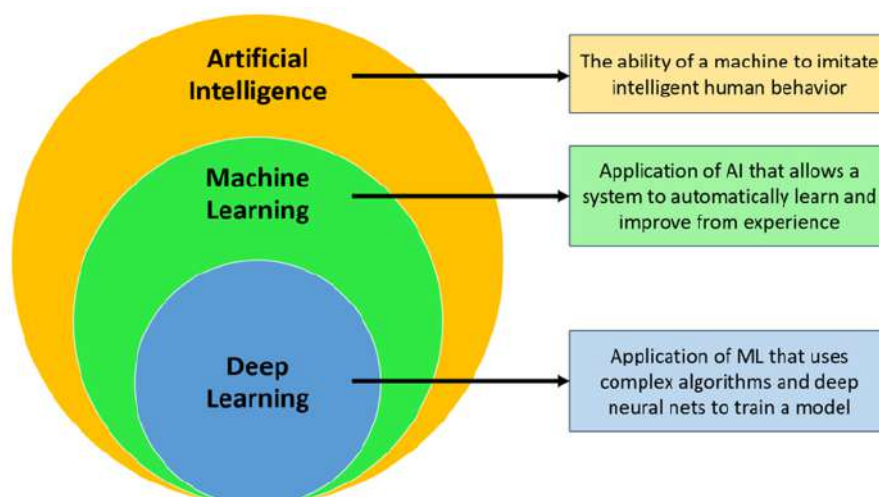 Artificial
Intelligence
The ability of a machine to imitate
intelligent human behavior
Machine
Learning
Application of AI that allows a
system to automatically learn and
improve from experience
Deep
Learning
Application of ML that uses
complex algorithms and deep
neural nets to train a model